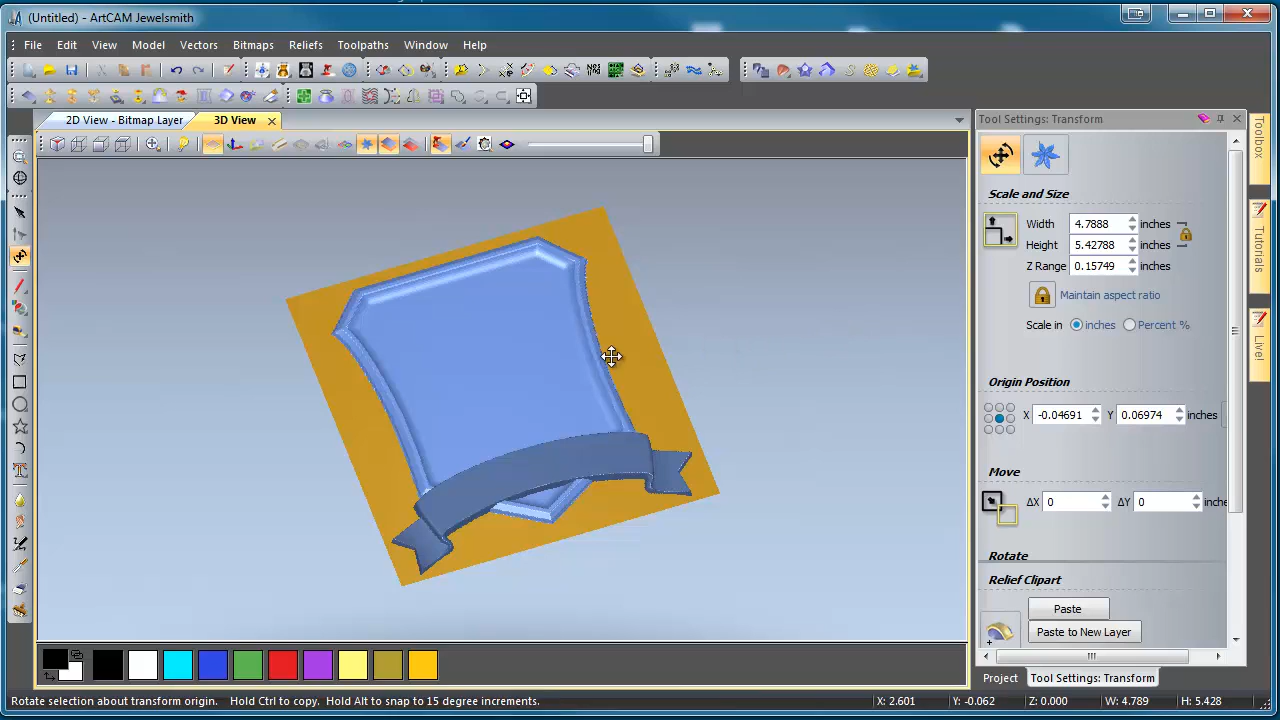 (Untitled) - ArtCAM Jewelsmith
File Edit View Model Vectors Bitmaps Reliefs Toolpaths Window Help
2D View - Bitmap Layer 3D View
Tool Settings: Transform
Scale and Size
Width 4.7888 inches
Height 5.42788 inches
Z Range 0.15749 inches
Maintain aspect ratio
Scale in inches Percent %
Origin Position
X -0.04691 Y 0.06974 inches
Move
ΔX 0 ΔY 0 inche
Rotate
Relief Clipart
Paste
Paste to New Layer
Project Tool Settings: Transform
Toolbox
Tutorials
Live!
Rotate selection about transform origin. Hold Ctrl to copy. Hold Alt to snap to 15 degree increments. X: 2.601 Y: -0.062 Z: 0.000 W: 4.789 H: 5.428